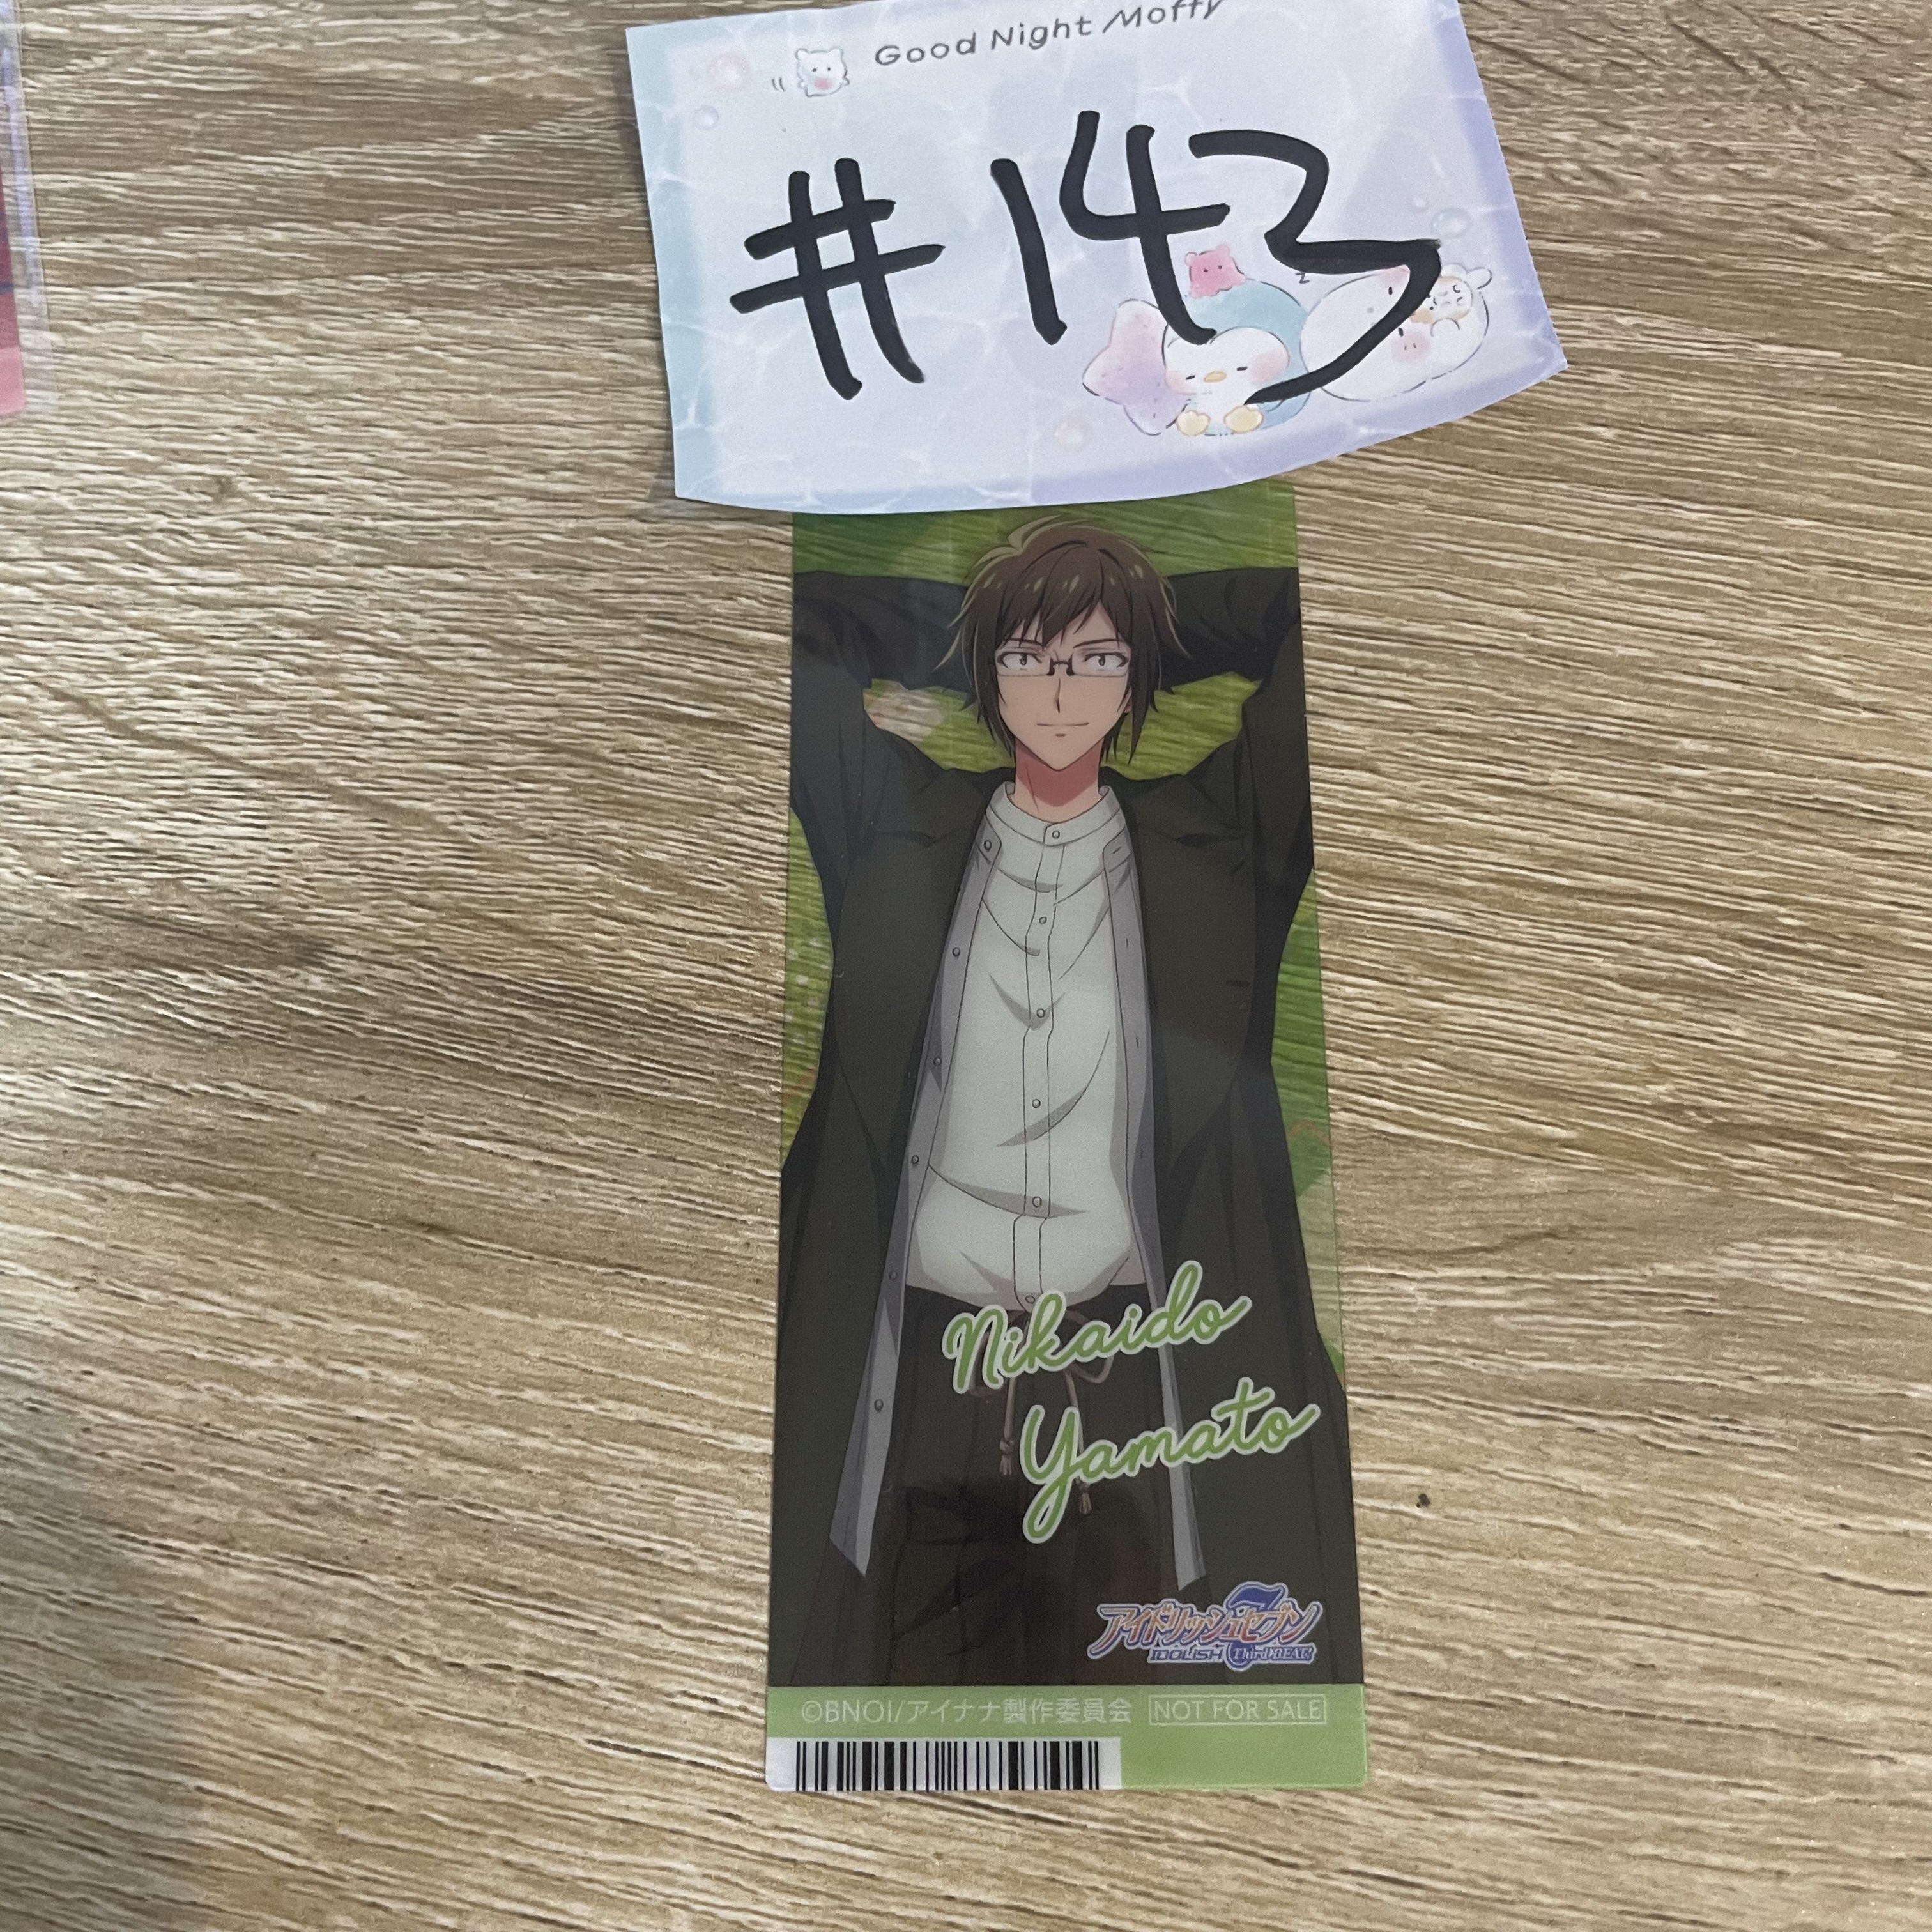 Good Night Moffy
#143
Nikaido
Yamato
アイドリッシュセブン
IDOLiSH 7 Third BEAT!
©BNOI/アイナナ製作委員会 NOT FOR SALE